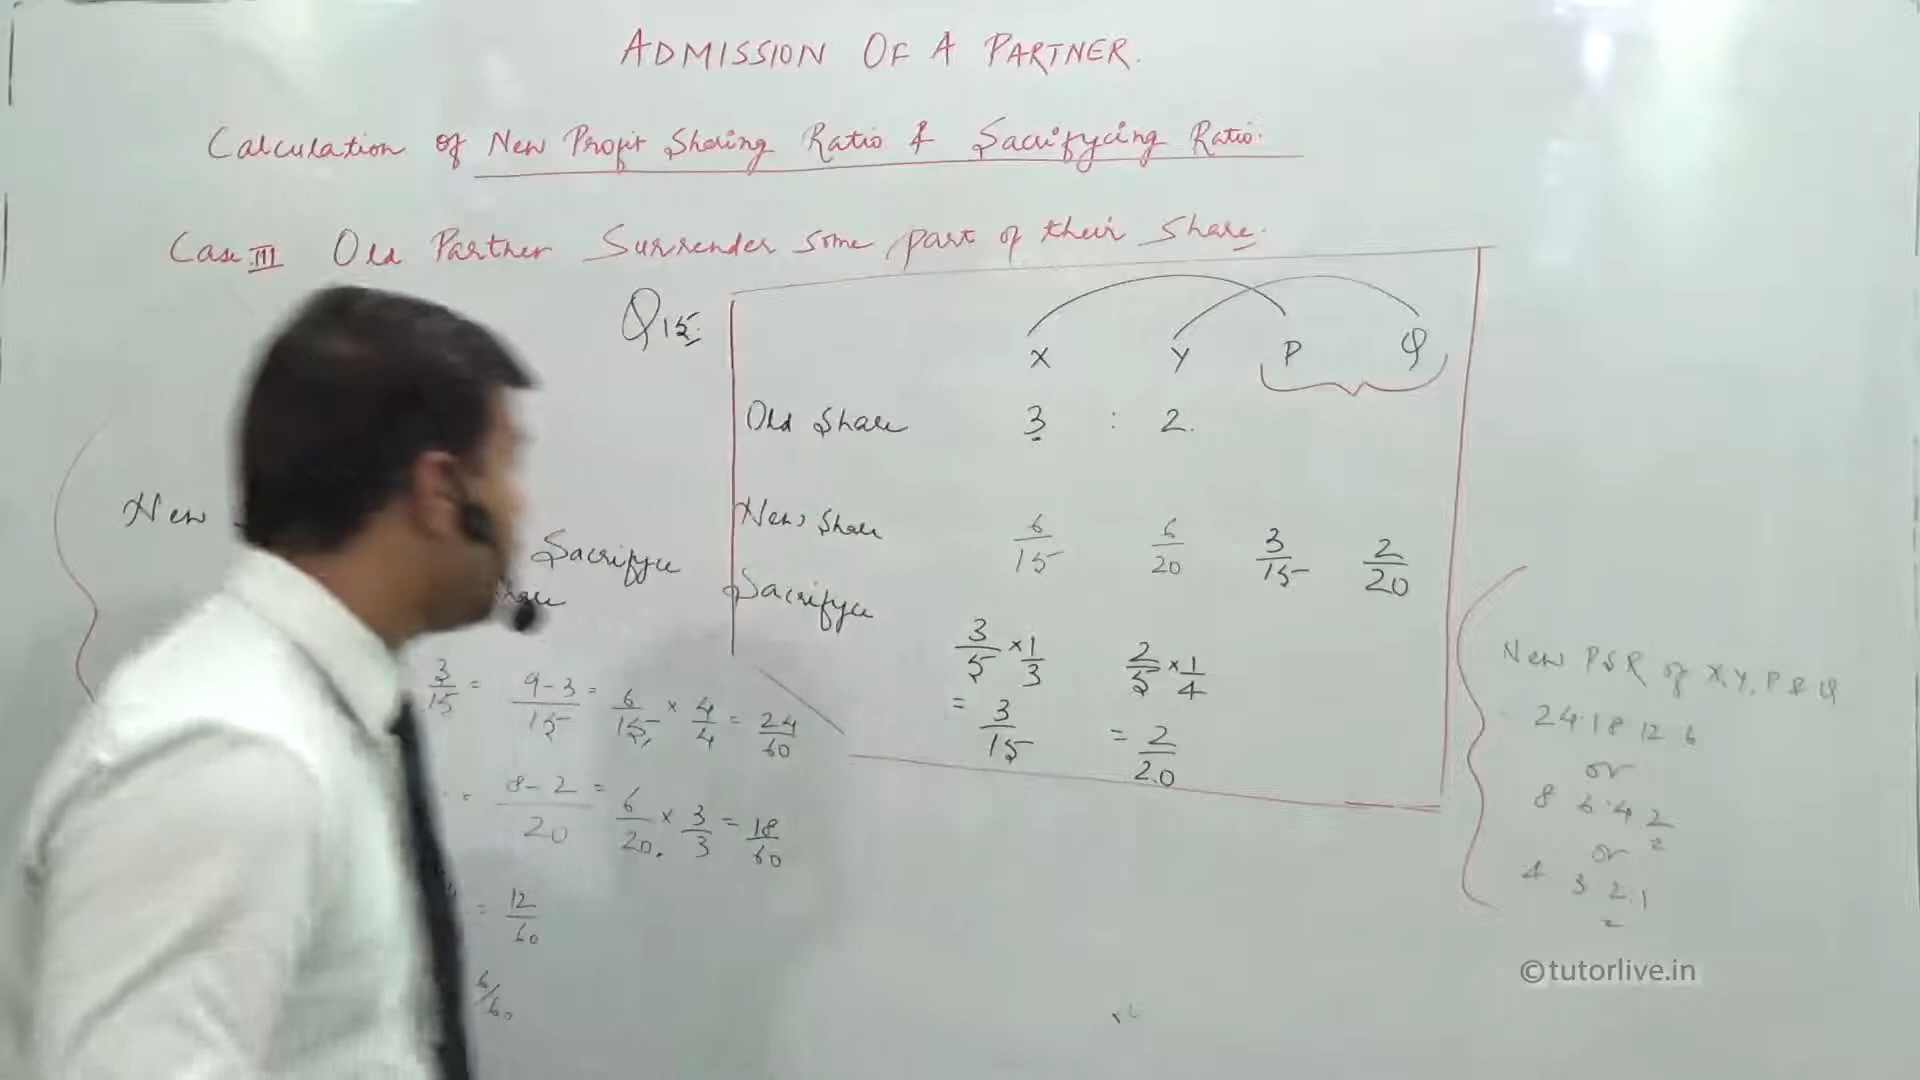 ADMISSION OF A PARTNER.
Calculation of New Profit Sharing Ratio & Sacrifycing Ratio.
Case III Old Partner Surrender some part of their Share.
Q15.
X Y P Q
Old Share 3 : 2.
New Share 6/15 6/20 3/15 2/20
Sacrifyce 3/5 × 1/3 2/5 × 1/4
= 3/15 = 2/20
New
Sacrifyce
3/15 = 9-3/15 = 6/15 × 4/4 = 24/60
= 8-2/20 = 6/20 × 3/3 = 18/60
= 12/60
6/60
New PSR of X, Y, P & Q
24 18 12 6
or
8 6 4 2
or
4 3 2 1
©tutorlive.in